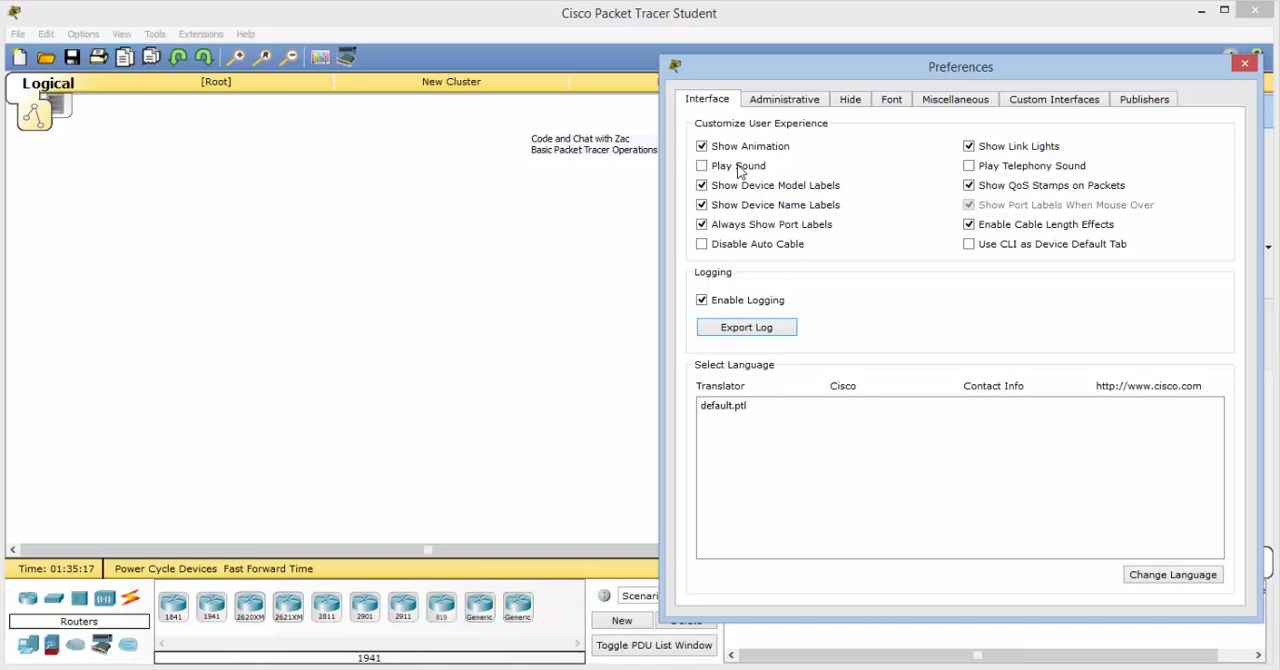 Cisco Packet Tracer Student
File Edit Options View Tools Extensions Help
Logical [Root] New Cluster
Code and Chat with Zac
Basic Packet Tracer Operations
Preferences
Interface Administrative Hide Font Miscellaneous Custom Interfaces Publishers
Customize User Experience
Show Animation Show Link Lights
Play Sound Play Telephony Sound
Show Device Model Labels Show QoS Stamps on Packets
Show Device Name Labels Show Port Labels When Mouse Over
Always Show Port Labels Enable Cable Length Effects
Disable Auto Cable Use CLI as Device Default Tab
Logging
Enable Logging
Export Log
Select Language
Translator Cisco Contact Info http://www.cisco.com
default.ptl
Change Language
Time: 01:35:17 Power Cycle Devices Fast Forward Time
Routers
1841 1941 2620XM 2621XM 2811 2901 2911 819 Generic Generic
1941
Scenari
New
Toggle PDU List Window